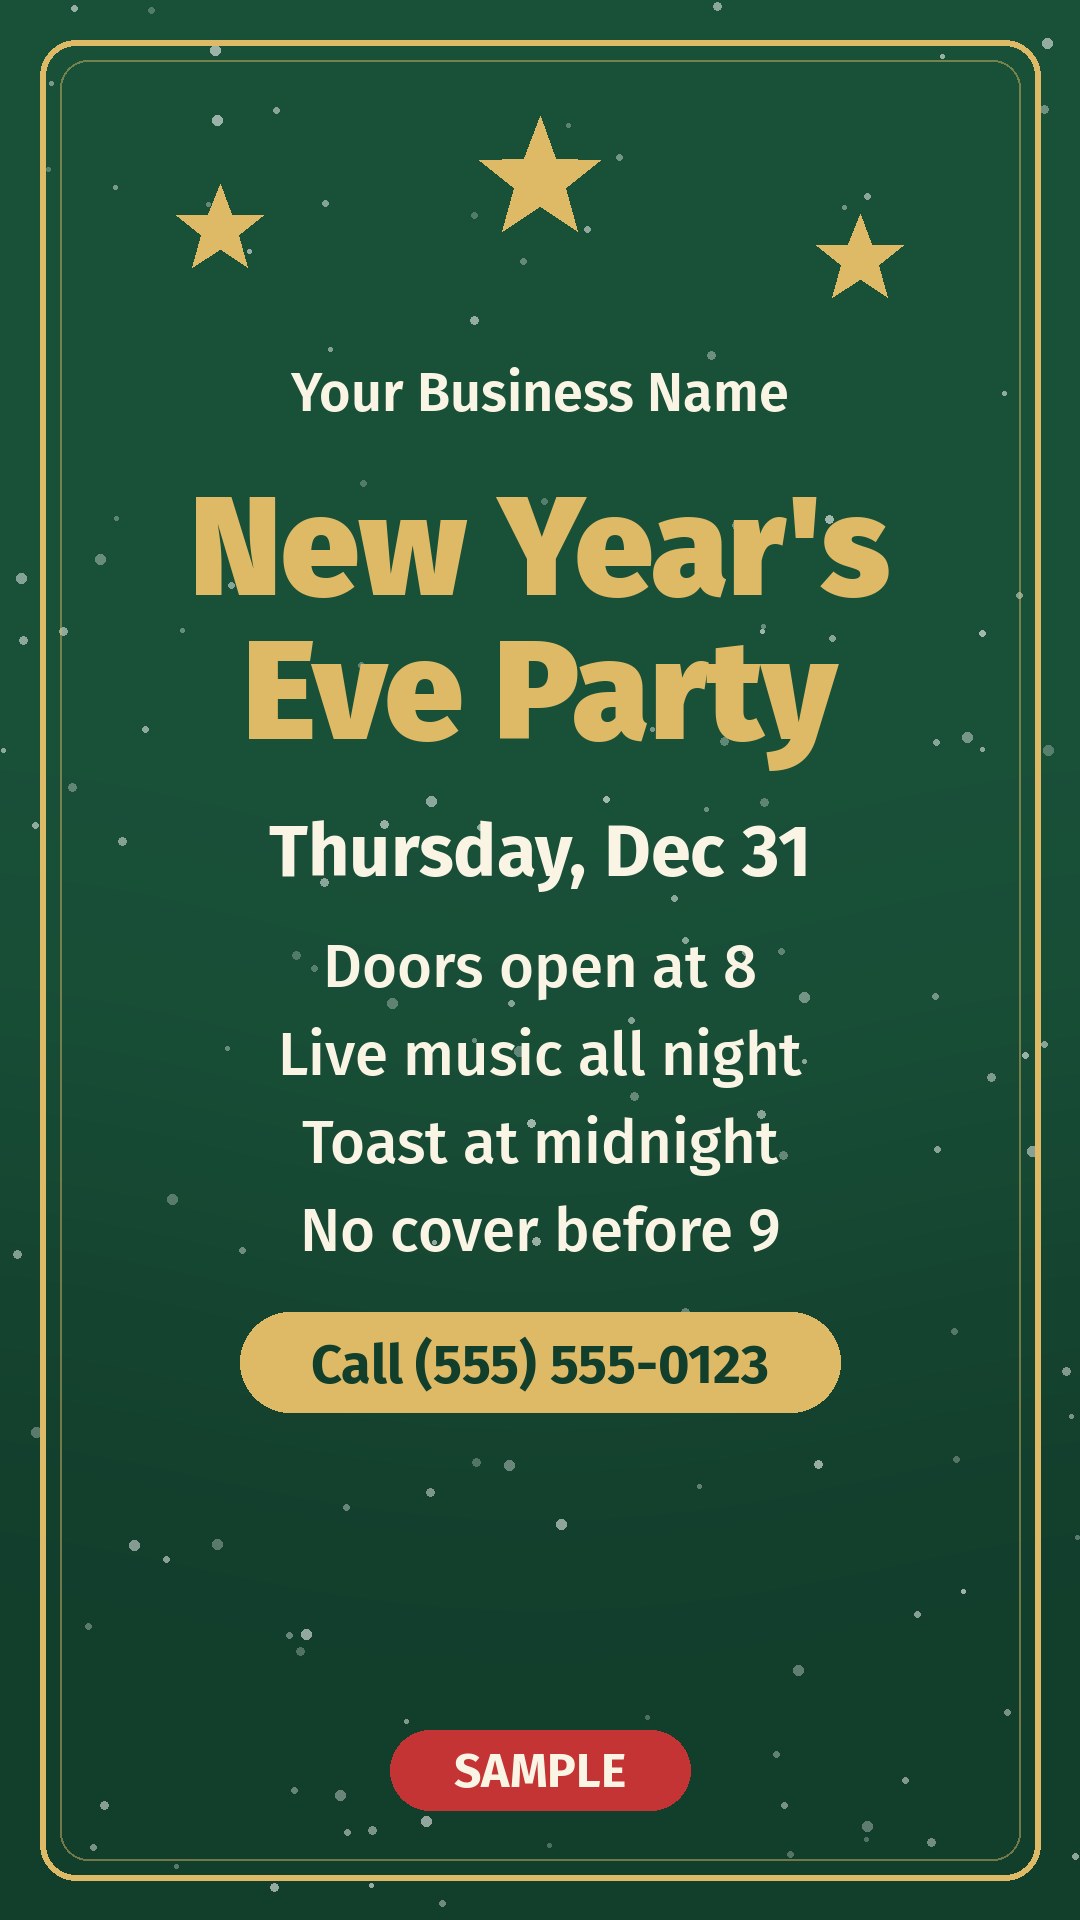 Your Business Name
New Year's
Eve Party
Thursday, Dec 31
Doors open at 8
Live music all night
Toast at midnight
No cover before 9
Call (555) 555-0123
SAMPLE